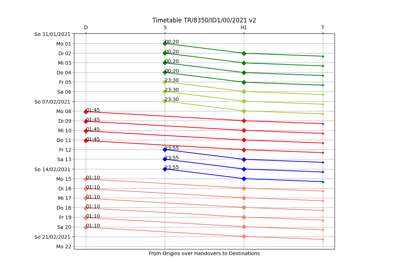 Timetable TR/8350/ID1/00/2021 v2
D S H1 T
So 31/01/2021
Mo 01 00:20
Di 02 00:20
Mi 03 00:20
Do 04 00:20
Fr 05 23:30
Sa 06 23:30
So 07/02/2021 23:30
Mo 08 01:45
Di 09 01:45
Mi 10 01:45
Do 11 01:45
Fr 12 23:55
Sa 13 23:55
So 14/02/2021 23:55
Mo 15 01:10
Di 16 01:10
Mi 17 01:10
Do 18 01:10
Fr 19 01:10
Sa 20 01:10
So 21/02/2021
Mo 22
From Origins over Handovers to Destinations